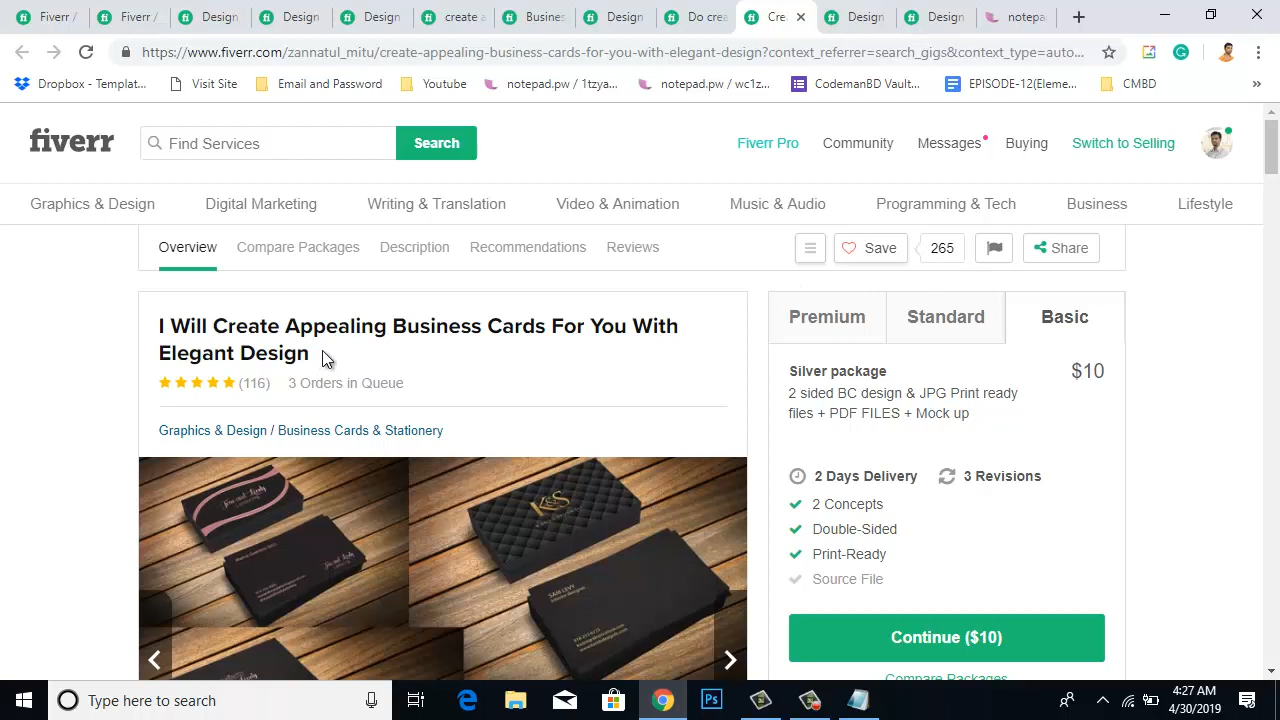 Fiverr /
Fiverr /
Design
Design
Design
create a
Busines
Design
Do crea
Cre
Design
Design
notepa
https://www.fiverr.com/zannatul_mitu/create-appealing-business-cards-for-you-with-elegant-design?context_referrer=search_gigs&context_type=auto...
Dropbox - Templat...
Visit Site
Email and Password
Youtube
notepad.pw / 1tzya...
notepad.pw / wc1z...
CodemanBD Vault...
EPISODE-12(Eleme...
CMBD
»
fiverr
Find Services
Search
Fiverr Pro
Community
Messages
Buying
Switch to Selling
Graphics & Design
Digital Marketing
Writing & Translation
Video & Animation
Music & Audio
Programming & Tech
Business
Lifestyle
Overview
Compare Packages
Description
Recommendations
Reviews
Save
265
Share
I Will Create Appealing Business Cards For You With
Elegant Design
(116)
3 Orders in Queue
Graphics & Design / Business Cards & Stationery
K&S
SAM LEVY
Premium
Standard
Basic
Silver package
$10
2 sided BC design & JPG Print ready
files + PDF FILES + Mock up
2 Days Delivery
3 Revisions
2 Concepts
Double-Sided
Print-Ready
Source File
Continue ($10)
Compare Packages
Type here to search
Ps
4:27 AM
4/30/2019